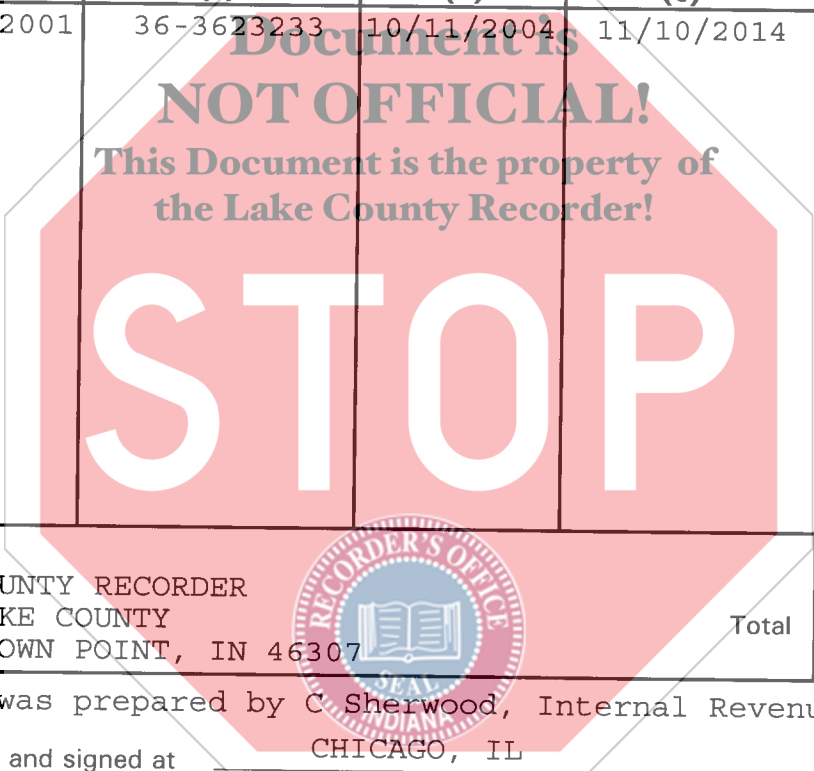 2001 36-3623233 10/11/2004 11/10/2014
Document is
NOT OFFICIAL!
This Document is the property of
the Lake County Recorder!
STOP
RECORDER'S OFFICE
SEAL
INDIANA
UNTY RECORDER
KE COUNTY
OWN POINT, IN 46307
Total
was prepared by C Sherwood, Internal Revenu
and signed at CHICAGO, IL